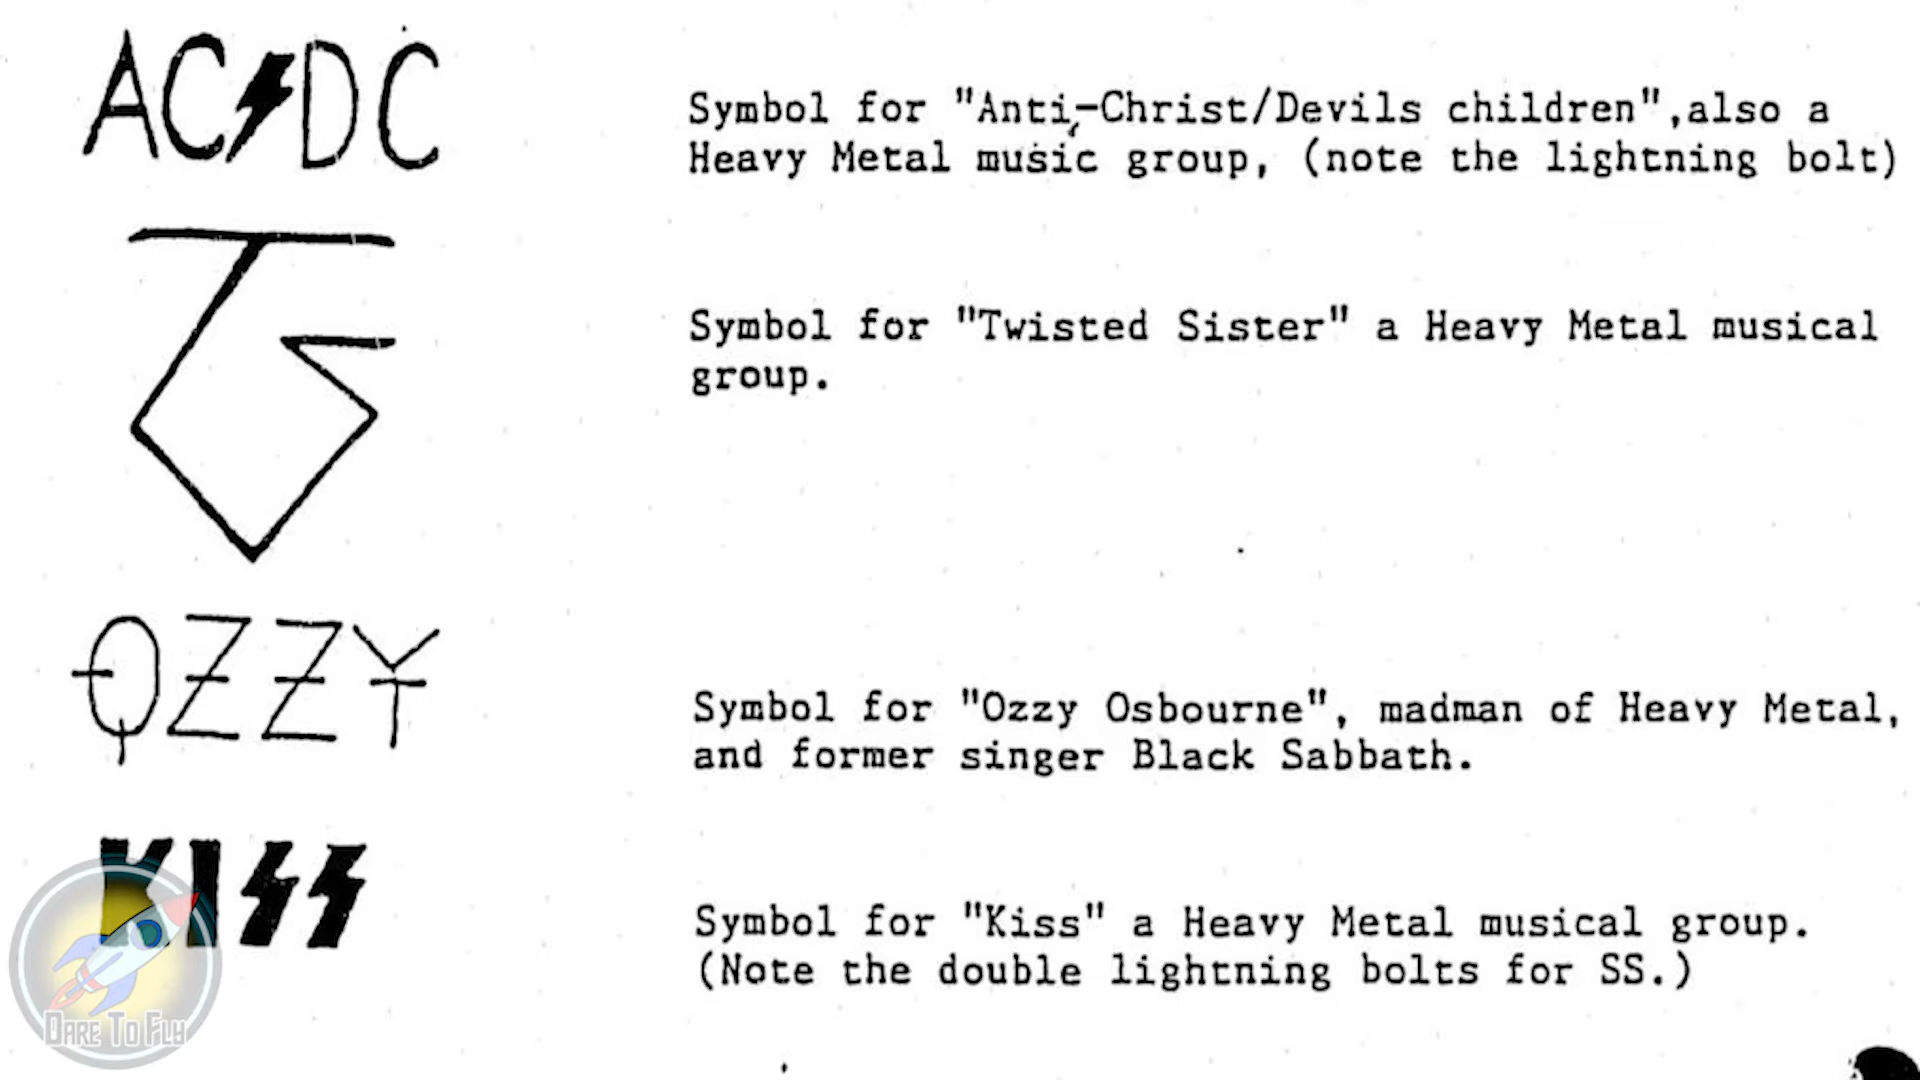 AC⚡DC
Symbol for "Anti-Christ/Devils children",also a
Heavy Metal music group, (note the lightning bolt)
TS
Symbol for "Twisted Sister" a Heavy Metal musical
group.
OZZY
Symbol for "Ozzy Osbourne", madman of Heavy Metal,
and former singer Black Sabbath.
KISS
Symbol for "Kiss" a Heavy Metal musical group.
(Note the double lightning bolts for SS.)
DARE TO FLY